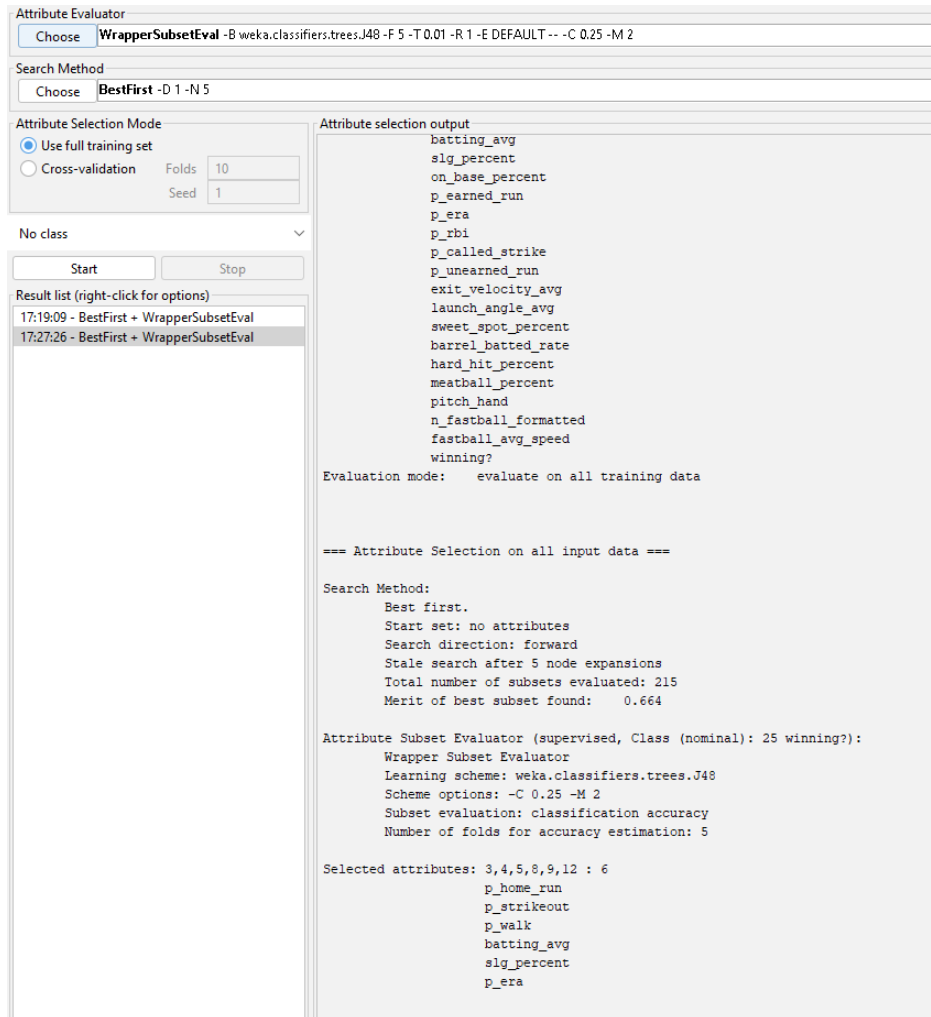 Attribute Evaluator
Choose WrapperSubsetEval -B weka.classifiers.trees.J48 -F 5 -T 0.01 -R 1 -E DEFAULT -- -C 0.25 -M 2
Search Method
Choose BestFirst -D 1 -N 5
Attribute Selection Mode
Use full training set
Cross-validation Folds 10
Seed 1
No class
Start Stop
Result list (right-click for options)
17:19:09 - BestFirst + WrapperSubsetEval
17:27:26 - BestFirst + WrapperSubsetEval
Attribute selection output
batting_avg
slg_percent
on_base_percent
p_earned_run
p_era
p_rbi
p_called_strike
p_unearned_run
exit_velocity_avg
launch_angle_avg
sweet_spot_percent
barrel_batted_rate
hard_hit_percent
meatball_percent
pitch_hand
n_fastball_formatted
fastball_avg_speed
winning?
Evaluation mode: evaluate on all training data
=== Attribute Selection on all input data ===
Search Method:
Best first.
Start set: no attributes
Search direction: forward
Stale search after 5 node expansions
Total number of subsets evaluated: 215
Merit of best subset found: 0.664
Attribute Subset Evaluator (supervised, Class (nominal): 25 winning?):
Wrapper Subset Evaluator
Learning scheme: weka.classifiers.trees.J48
Scheme options: -C 0.25 -M 2
Subset evaluation: classification accuracy
Number of folds for accuracy estimation: 5
Selected attributes: 3,4,5,8,9,12 : 6
p_home_run
p_strikeout
p_walk
batting_avg
slg_percent
p_era